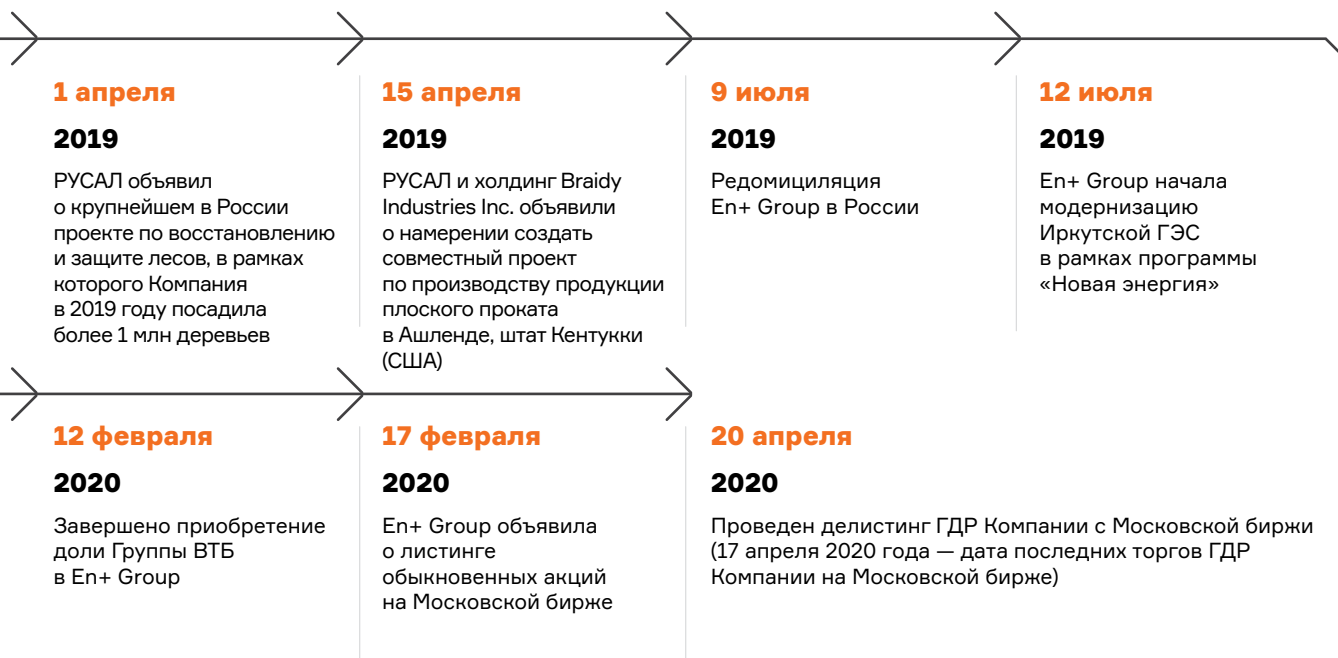 1 апреля
2019
РУСАЛ объявил
о крупнейшем в России
проекте по восстановлению
и защите лесов, в рамках
которого Компания
в 2019 году посадила
более 1 млн деревьев
15 апреля
2019
РУСАЛ и холдинг Braidy
Industries Inc. объявили
о намерении создать
совместный проект
по производству продукции
плоского проката
в Ашленде, штат Кентукки
(США)
9 июля
2019
Редомициляция
En+ Group в России
12 июля
2019
En+ Group начала
модернизацию
Иркутской ГЭС
в рамках программы
«Новая энергия»
12 февраля
2020
Завершено приобретение
доли Группы ВТБ
в En+ Group
17 февраля
2020
En+ Group объявила
о листинге
обыкновенных акций
на Московской бирже
20 апреля
2020
Проведен делистинг ГДР Компании с Московской биржи
(17 апреля 2020 года — дата последних торгов ГДР
Компании на Московской бирже)